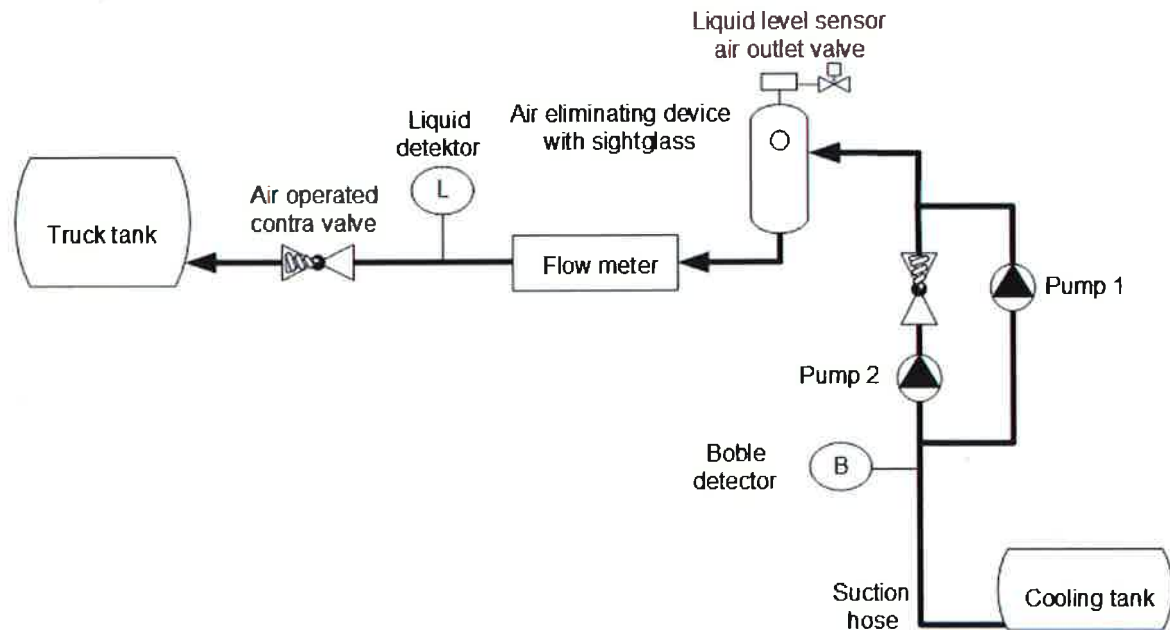 Liquid level sensor
air outlet valve
Air eliminating device
with sightglass
Liquid
detektor
L
Air operated
contra valve
Truck tank
Flow meter
Pump 1
Pump 2
Boble
detector
B
Suction
hose
Cooling tank